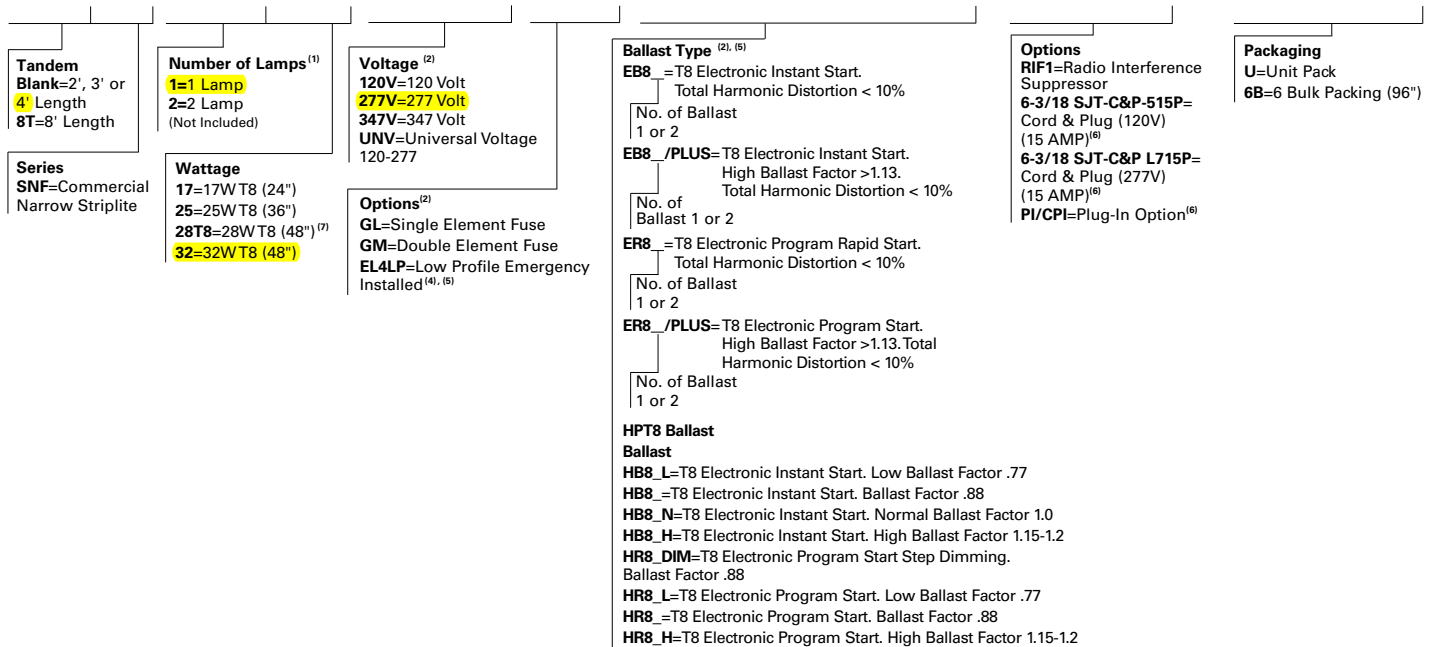 Tandem
Blank=2', 3' or
4' Length
8T=8' Length
Series
SNF=Commercial
Narrow Striplite
Number of Lamps(1)
1=1 Lamp
2=2 Lamp
(Not Included)
Wattage
17=17W T8 (24")
25=25W T8 (36")
28T8=28W T8 (48")(7)
32=32W T8 (48")
Voltage (2)
120V=120 Volt
277V=277 Volt
347V=347 Volt
UNV=Universal Voltage
120-277
Options(2)
GL=Single Element Fuse
GM=Double Element Fuse
EL4LP=Low Profile Emergency
Installed(4), (5)
Ballast Type (2), (5)
EB8_=T8 Electronic Instant Start.
Total Harmonic Distortion < 10%
No. of Ballast
1 or 2
EB8_/PLUS=T8 Electronic Instant Start.
High Ballast Factor >1.13.
Total Harmonic Distortion < 10%
No. of
Ballast 1 or 2
ER8_=T8 Electronic Program Rapid Start.
Total Harmonic Distortion < 10%
No. of Ballast
1 or 2
ER8_/PLUS=T8 Electronic Program Start.
High Ballast Factor >1.13. Total
Harmonic Distortion < 10%
No. of Ballast
1 or 2
HPT8 Ballast
Ballast
HB8_L=T8 Electronic Instant Start. Low Ballast Factor .77
HB8_=T8 Electronic Instant Start. Ballast Factor .88
HB8_N=T8 Electronic Instant Start. Normal Ballast Factor 1.0
HB8_H=T8 Electronic Instant Start. High Ballast Factor 1.15-1.2
HR8_DIM=T8 Electronic Program Start Step Dimming.
Ballast Factor .88
HR8_L=T8 Electronic Program Start. Low Ballast Factor .77
HR8_=T8 Electronic Program Start. Ballast Factor .88
HR8_H=T8 Electronic Program Start. High Ballast Factor 1.15-1.2
Options
RIF1=Radio Interference
Suppressor
6-3/18 SJT-C&P-515P=
Cord & Plug (120V)
(15 AMP)(6)
6-3/18 SJT-C&P L715P=
Cord & Plug (277V)
(15 AMP)(6)
PI/CPI=Plug-In Option(6)
Packaging
U=Unit Pack
6B=6 Bulk Packing (96")